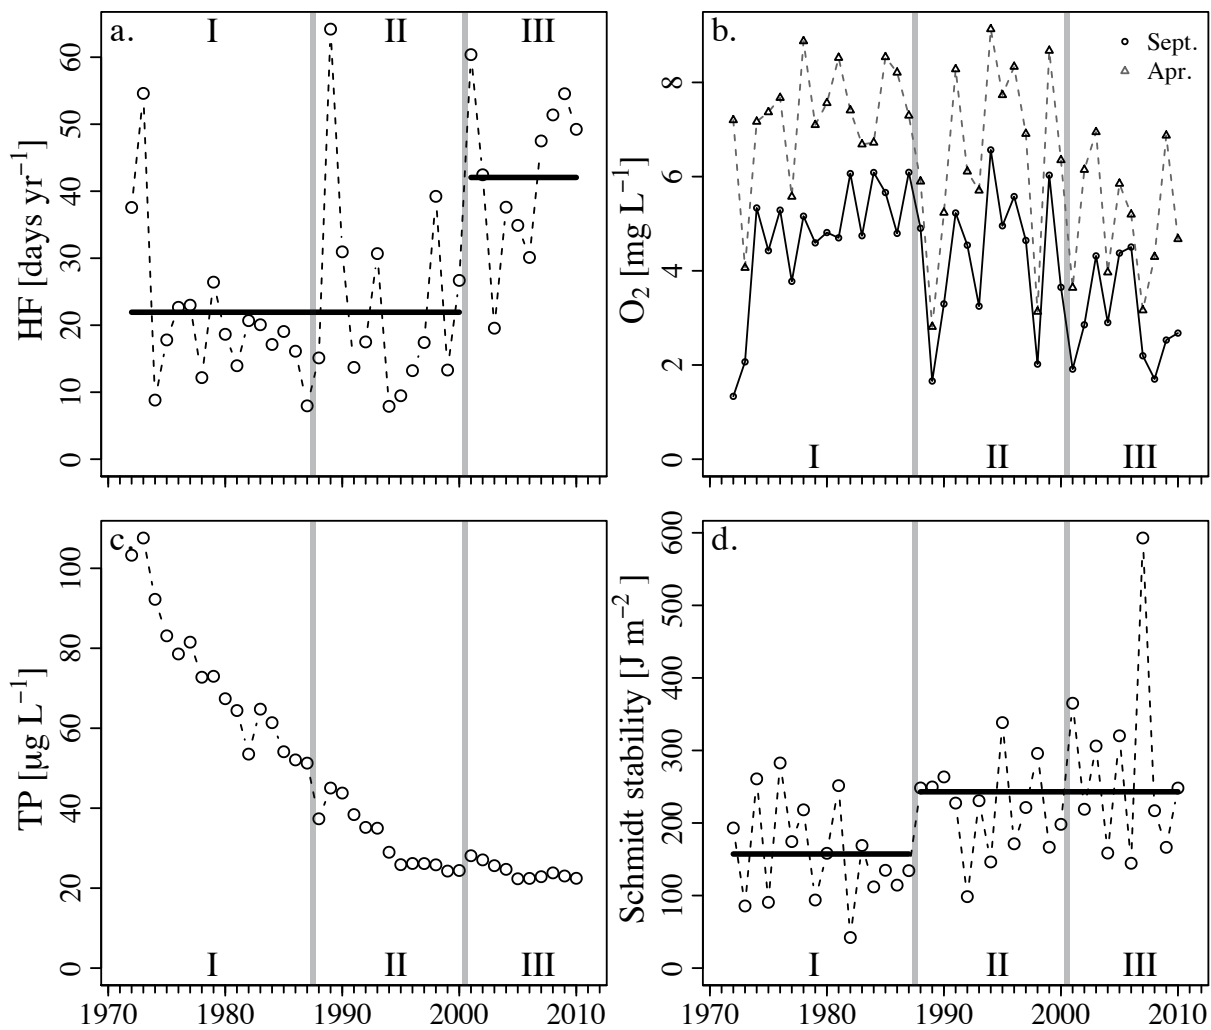 a.
I
II
III
HF [days yr−1]
60
50
40
30
20
10
0
b.
Sept.
Apr.
O2 [mg L−1]
8
6
4
2
0
I
II
III
c.
TP [µg L−1]
100
80
60
40
20
0
I
II
III
1970
1980
1990
2000
2010
d.
Schmidt stability [J m−2]
600
500
400
300
200
100
0
I
II
III
1970
1980
1990
2000
2010